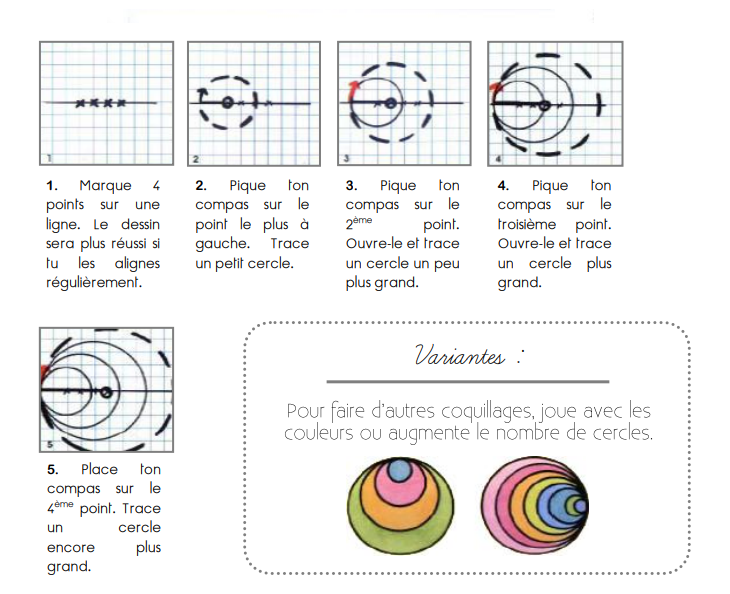 1
2
3
4
1. Marque 4
points sur une
ligne. Le dessin
sera plus réussi si
tu les alignes
régulièrement.
2. Pique ton
compas sur le
point le plus à
gauche. Trace
un petit cercle.
3. Pique ton
compas sur le
2ème point.
Ouvre-le et trace
un cercle un peu
plus grand.
4. Pique ton
compas sur le
troisième point.
Ouvre-le et trace
un cercle plus
grand.
5
5. Place ton
compas sur le
4ème point. Trace
un cercle
encore plus
grand.
Variantes :
Pour faire d'autres coquillages, joue avec les
couleurs ou augmente le nombre de cercles.